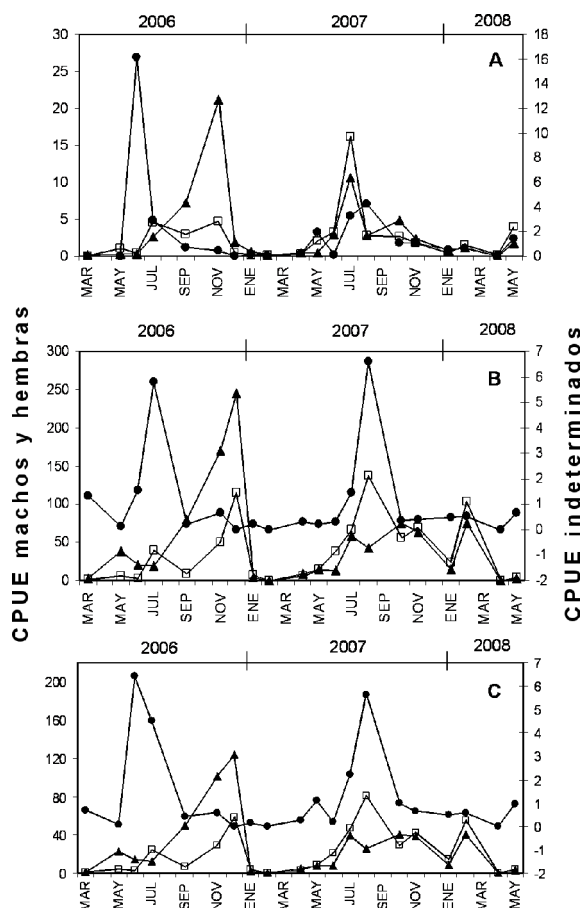 2006 2007 2008
30 18
25 16
20 14
15 12
10 10
5 8
0 6
4
2
0
A
MAR MAY JUL SEP NOV ENE MAR MAY JUL SEP NOV ENE MAR MAY
2006 2007 2008
300 7
250 6
200 5
150 4
100 3
50 2
0 1
0
-1
-2
B
MAR MAY JUL SEP NOV ENE MAR MAY JUL SEP NOV ENE MAR MAY
2006 2007 2008
200 7
160 6
120 5
80 4
40 3
0 2
1
0
-1
-2
C
MAR MAY JUL SEP NOV ENE MAR MAY JUL SEP NOV ENE MAR MAY
CPUE machos y hembras
CPUE indeterminados